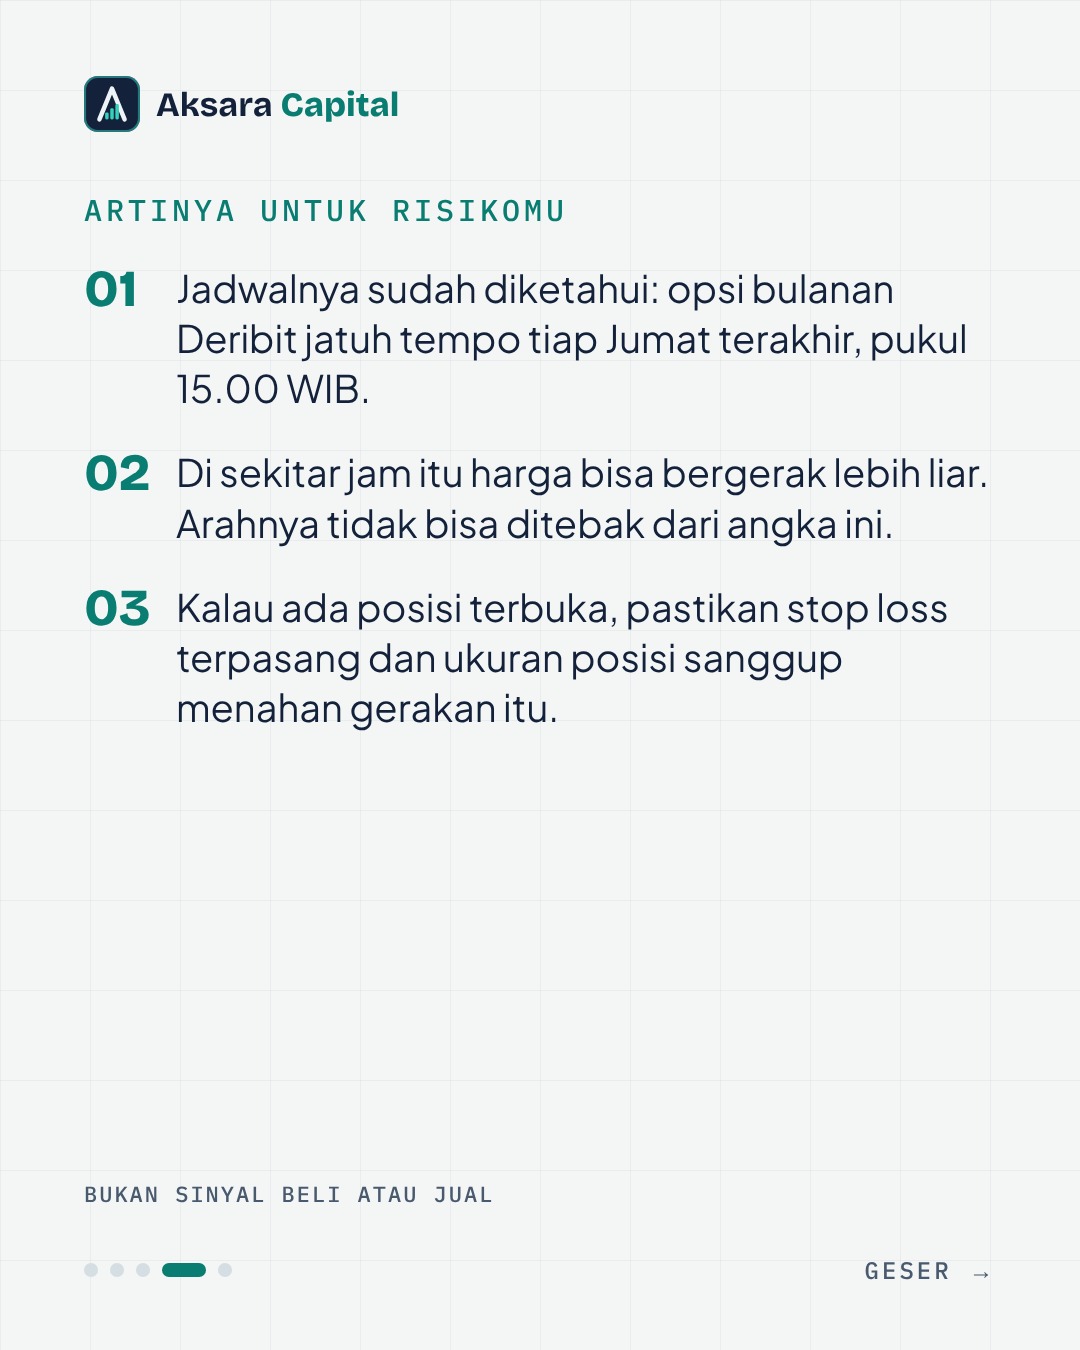 Aksara Capital
ARTINYA UNTUK RISIKOMU
01 Jadwalnya sudah diketahui: opsi bulanan
Deribit jatuh tempo tiap Jumat terakhir, pukul
15.00 WIB.
02 Di sekitar jam itu harga bisa bergerak lebih liar.
Arahnya tidak bisa ditebak dari angka ini.
03 Kalau ada posisi terbuka, pastikan stop loss
terpasang dan ukuran posisi sanggup
menahan gerakan itu.
BUKAN SINYAL BELI ATAU JUAL
GESER →